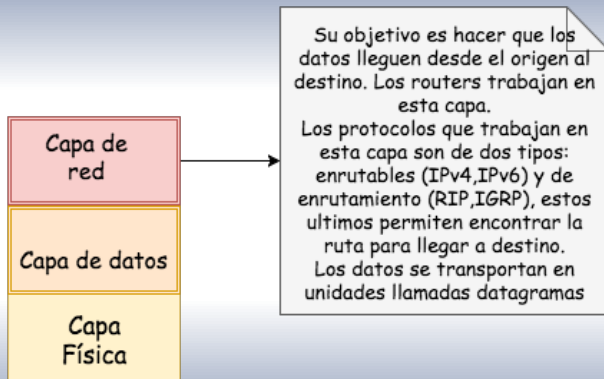 Su objetivo es hacer que los
datos lleguen desde el origen al
destino. Los routers trabajan en
esta capa.
Los protocolos que trabajan en
esta capa son de dos tipos:
enrutables (IPv4,IPv6) y de
enrutamiento (RIP,IGRP), estos
ultimos permiten encontrar la
ruta para llegar a destino.
Los datos se transportan en
unidades llamadas datagramas
Capa de
red
Capa de datos
Capa
Física